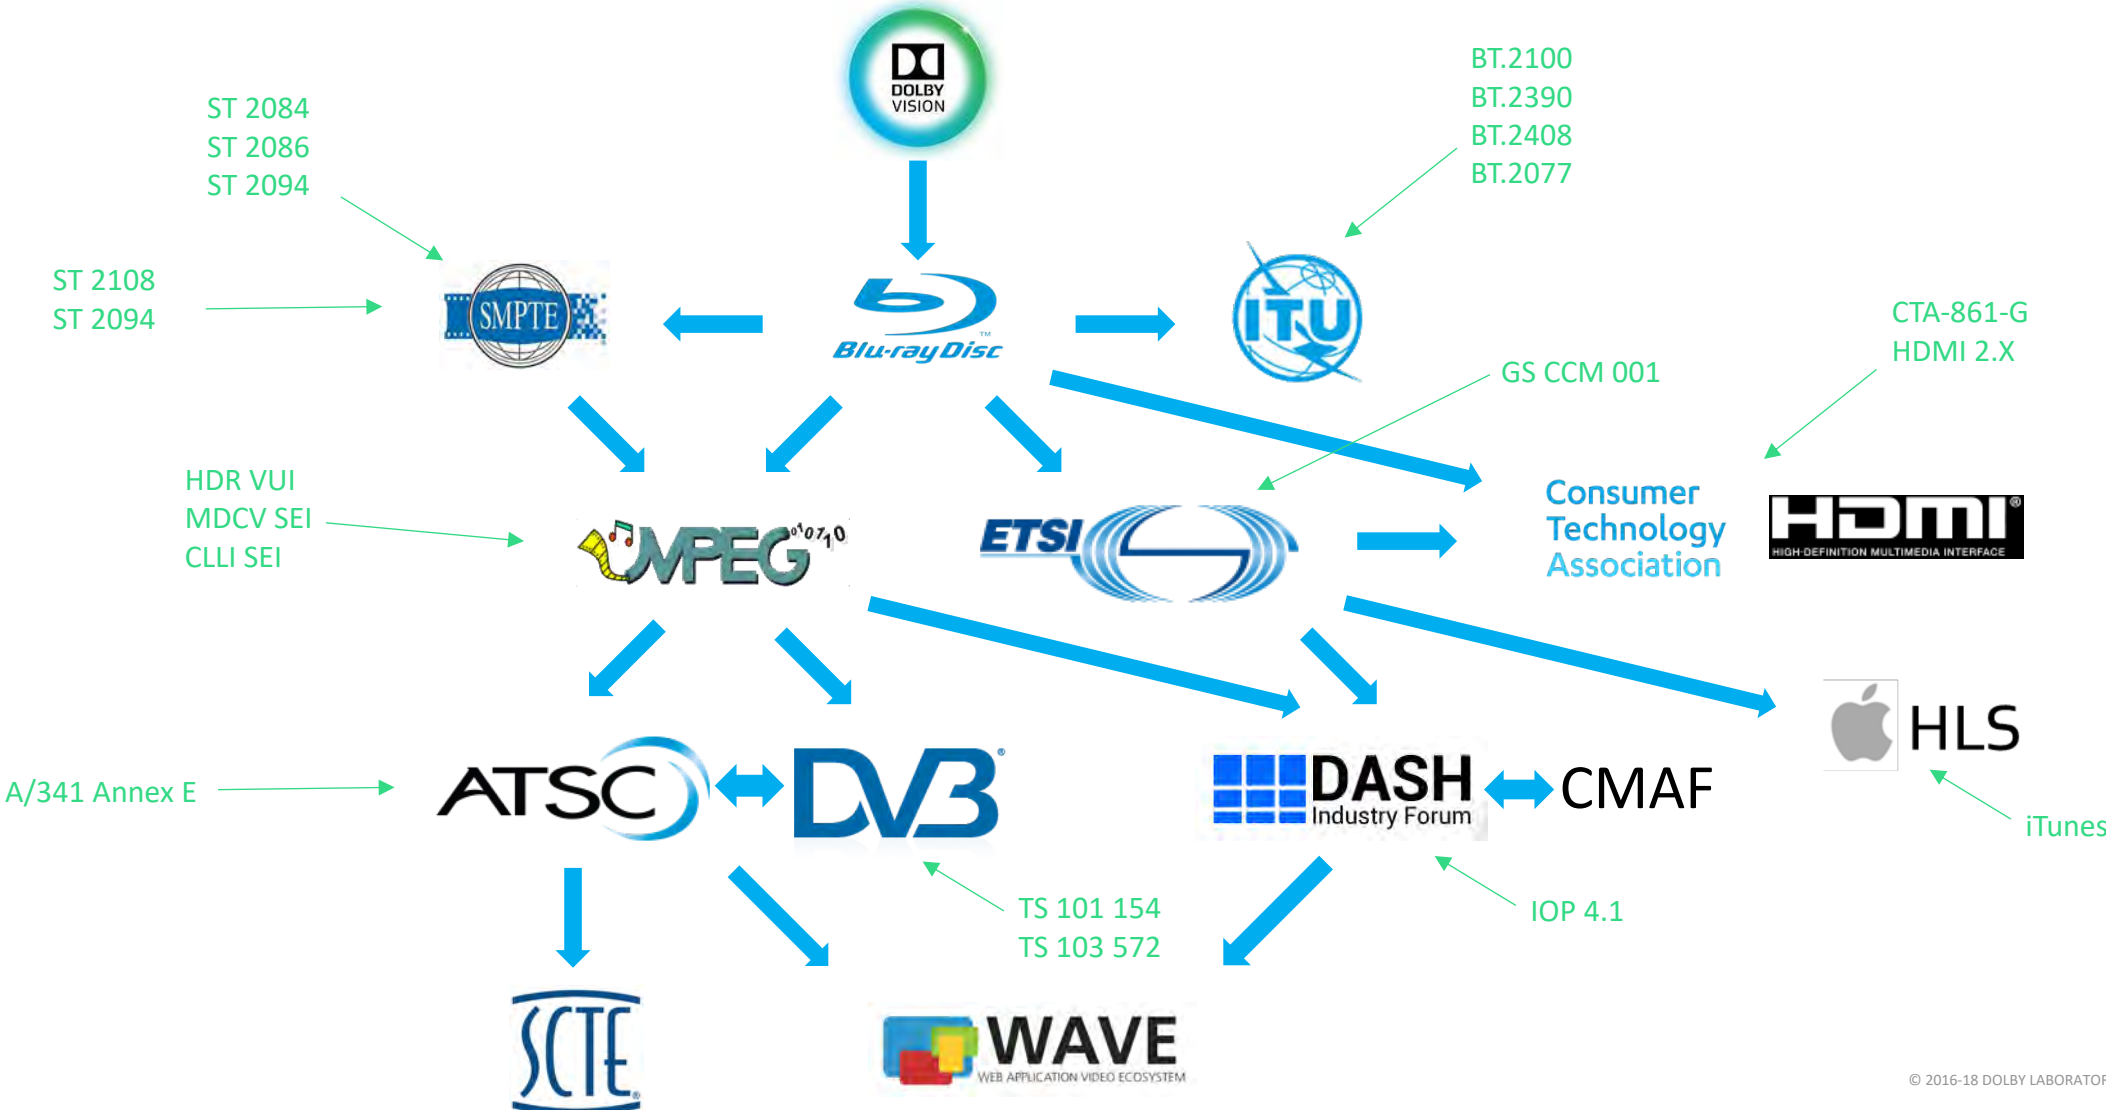 DOLBY
VISION
BT.2100
BT.2390
BT.2408
BT.2077
ST 2084
ST 2086
ST 2094
ST 2108
ST 2094
SMPTE
Blu-ray Disc
TM
ITU
CTA-861-G
HDMI 2.X
GS CCM 001
HDR VUI
MDCV SEI
CLLI SEI
MPEG
010710
ETSI
Consumer
Technology
Association
HDMI®
HIGH-DEFINITION MULTIMEDIA INTERFACE
A/341 Annex E
ATSC
DVB®
DASH
Industry Forum
CMAF
HLS
iTunes
TS 101 154
TS 103 572
IOP 4.1
SCTE®
WAVE
WEB APPLICATION VIDEO ECOSYSTEM
© 2016-18 DOLBY LABORATOR